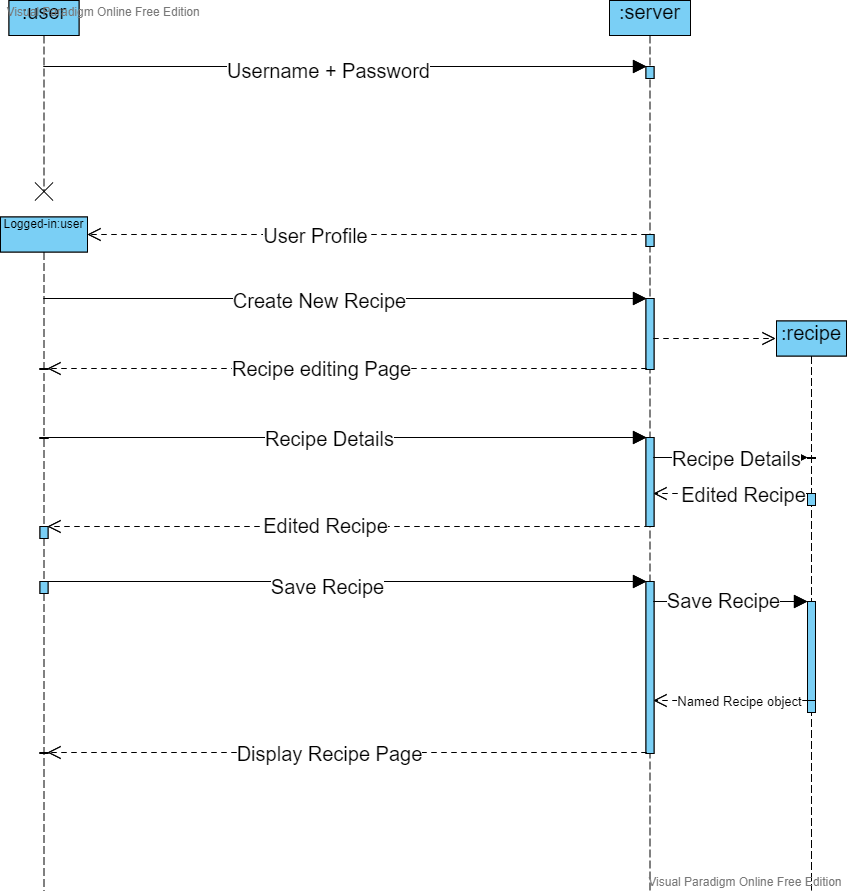 Visual Paradigm Online Free Edition
:user
:server
Username + Password
Logged-in:user
User Profile
Create New Recipe
:recipe
Recipe editing Page
Recipe Details
Recipe Details
Edited Recipe
Edited Recipe
Save Recipe
Save Recipe
Named Recipe object
Display Recipe Page
Visual Paradigm Online Free Edition